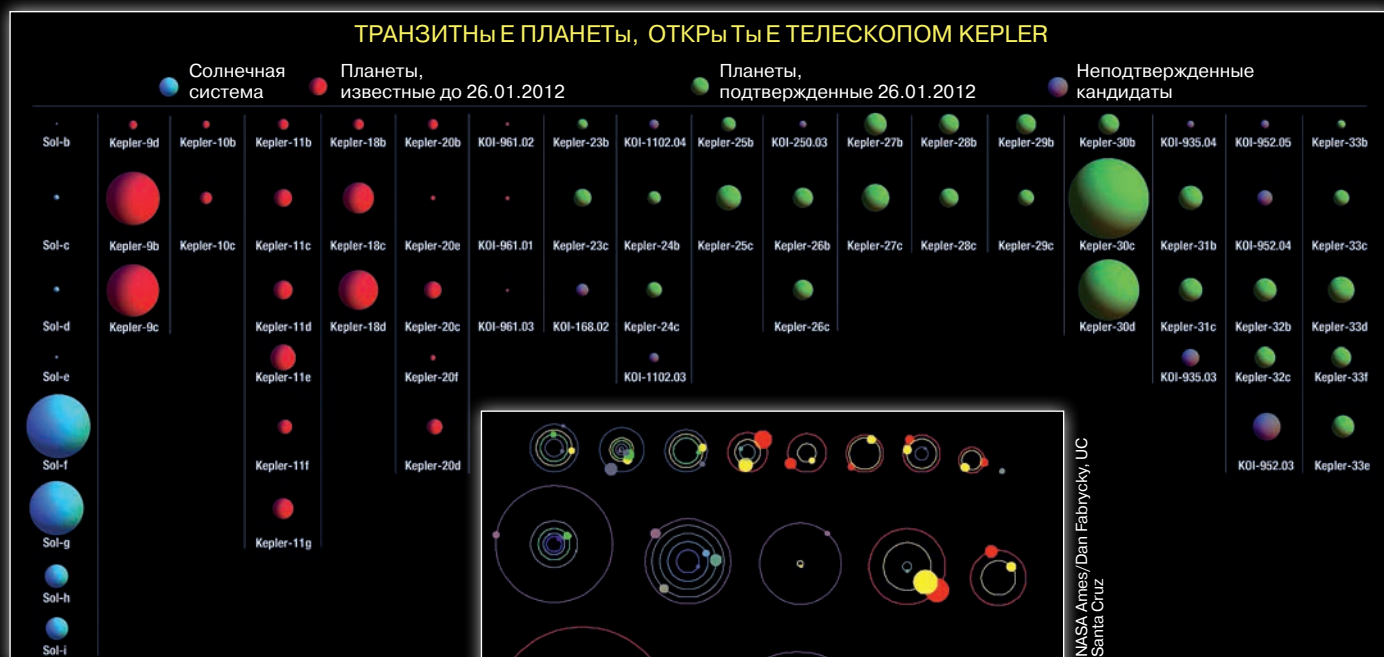 ТРАНЗИТНыЕ ПЛАНЕТы, ОТКРыТыЕ ТЕЛЕСКОПОМ KEPLER
Солнечная
система
Планеты,
известные до 26.01.2012
Планеты,
подтвержденные 26.01.2012
Неподтвержденные
кандидаты
Sol-b Kepler-9d Kepler-10b Kepler-11b Kepler-18b Kepler-20b KOI-961.02 Kepler-23b KOI-1102.04 Kepler-25b KOI-250.03 Kepler-27b Kepler-28b Kepler-29b Kepler-30b KOI-935.04 KOI-952.05 Kepler-33b
Sol-c Kepler-9b Kepler-10c Kepler-11c Kepler-18c Kepler-20e KOI-961.01 Kepler-23c Kepler-24b Kepler-25c Kepler-26b Kepler-27c Kepler-28c Kepler-29c Kepler-30c Kepler-31b KOI-952.04 Kepler-33c
Sol-d Kepler-9c Kepler-11d Kepler-18d Kepler-20c KOI-961.03 KOI-168.02 Kepler-24c Kepler-26c Kepler-30d Kepler-31c Kepler-32b Kepler-33d
Sol-e Kepler-11e Kepler-20f KOI-1102.03 KOI-935.03 Kepler-32c Kepler-33f
Sol-f Kepler-11f Kepler-20d KOI-952.03 Kepler-33e
Sol-g Kepler-11g
Sol-h
Sol-i
NASA Ames/Dan Fabrycky, UC
Santa Cruz